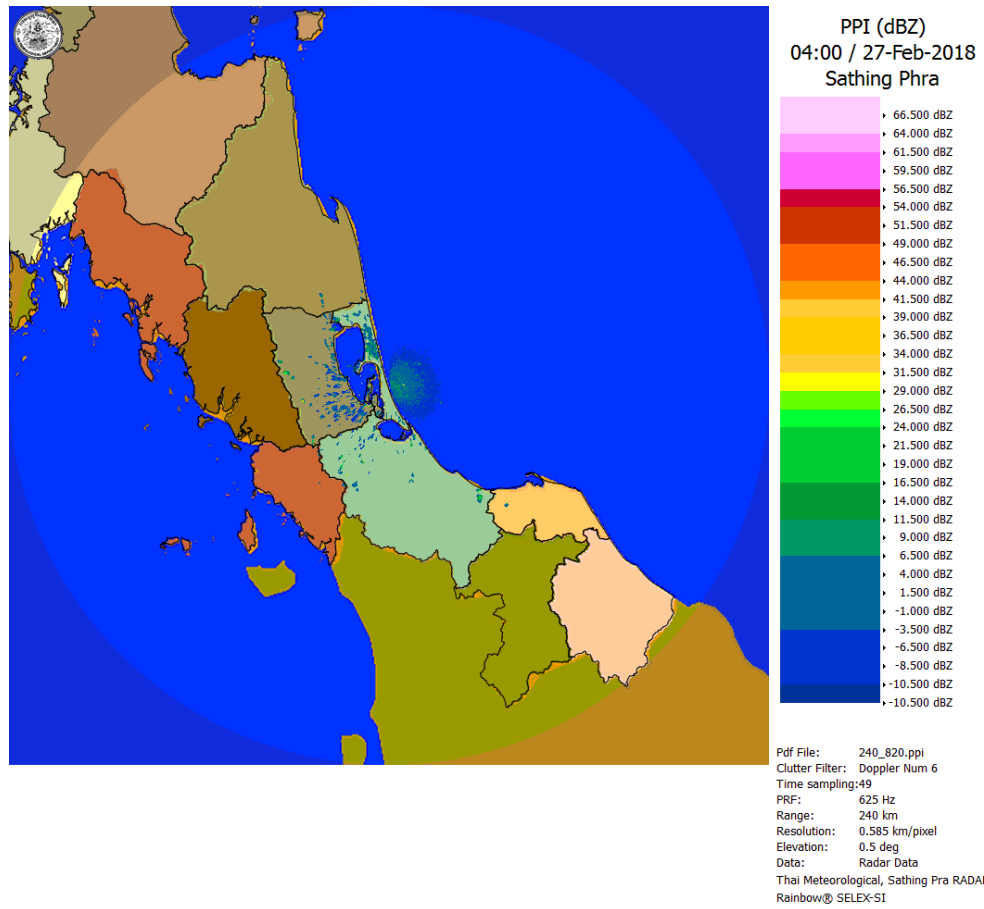 PPI (dBZ)
04:00 / 27-Feb-2018
Sathing Phra
66.500 dBZ
64.000 dBZ
61.500 dBZ
59.500 dBZ
56.500 dBZ
54.000 dBZ
51.500 dBZ
49.000 dBZ
46.500 dBZ
44.000 dBZ
41.500 dBZ
39.000 dBZ
36.500 dBZ
34.000 dBZ
31.500 dBZ
29.000 dBZ
26.500 dBZ
24.000 dBZ
21.500 dBZ
19.000 dBZ
16.500 dBZ
14.000 dBZ
11.500 dBZ
9.000 dBZ
6.500 dBZ
4.000 dBZ
1.500 dBZ
-1.000 dBZ
-3.500 dBZ
-6.500 dBZ
-8.500 dBZ
-10.500 dBZ
-10.500 dBZ
Pdf File: 240_820.ppi
Clutter Filter: Doppler Num 6
Time sampling:49
PRF: 625 Hz
Range: 240 km
Resolution: 0.585 km/pixel
Elevation: 0.5 deg
Data: Radar Data
Thai Meteorological, Sathing Pra RADAR
Rainbow® SELEX-SI